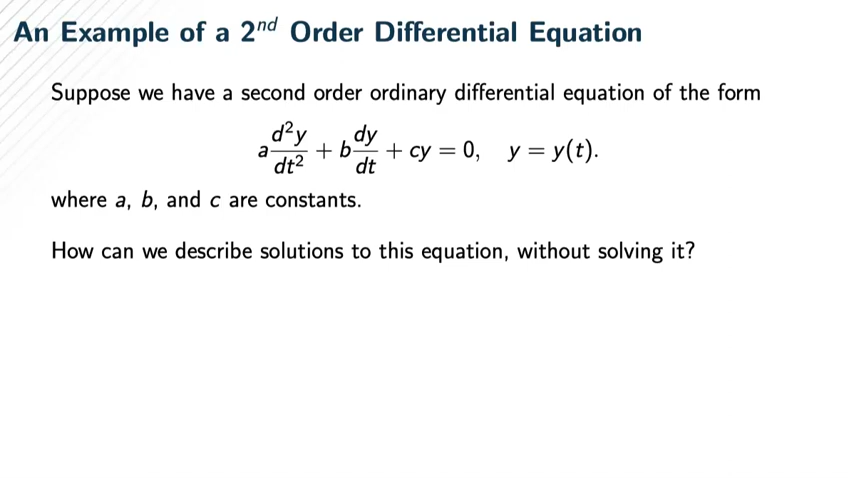 An Example of a 2nd Order Differential Equation
Suppose we have a second order ordinary differential equation of the form
a d²y/dt² + b dy/dt + cy = 0, y = y(t).
where a, b, and c are constants.
How can we describe solutions to this equation, without solving it?